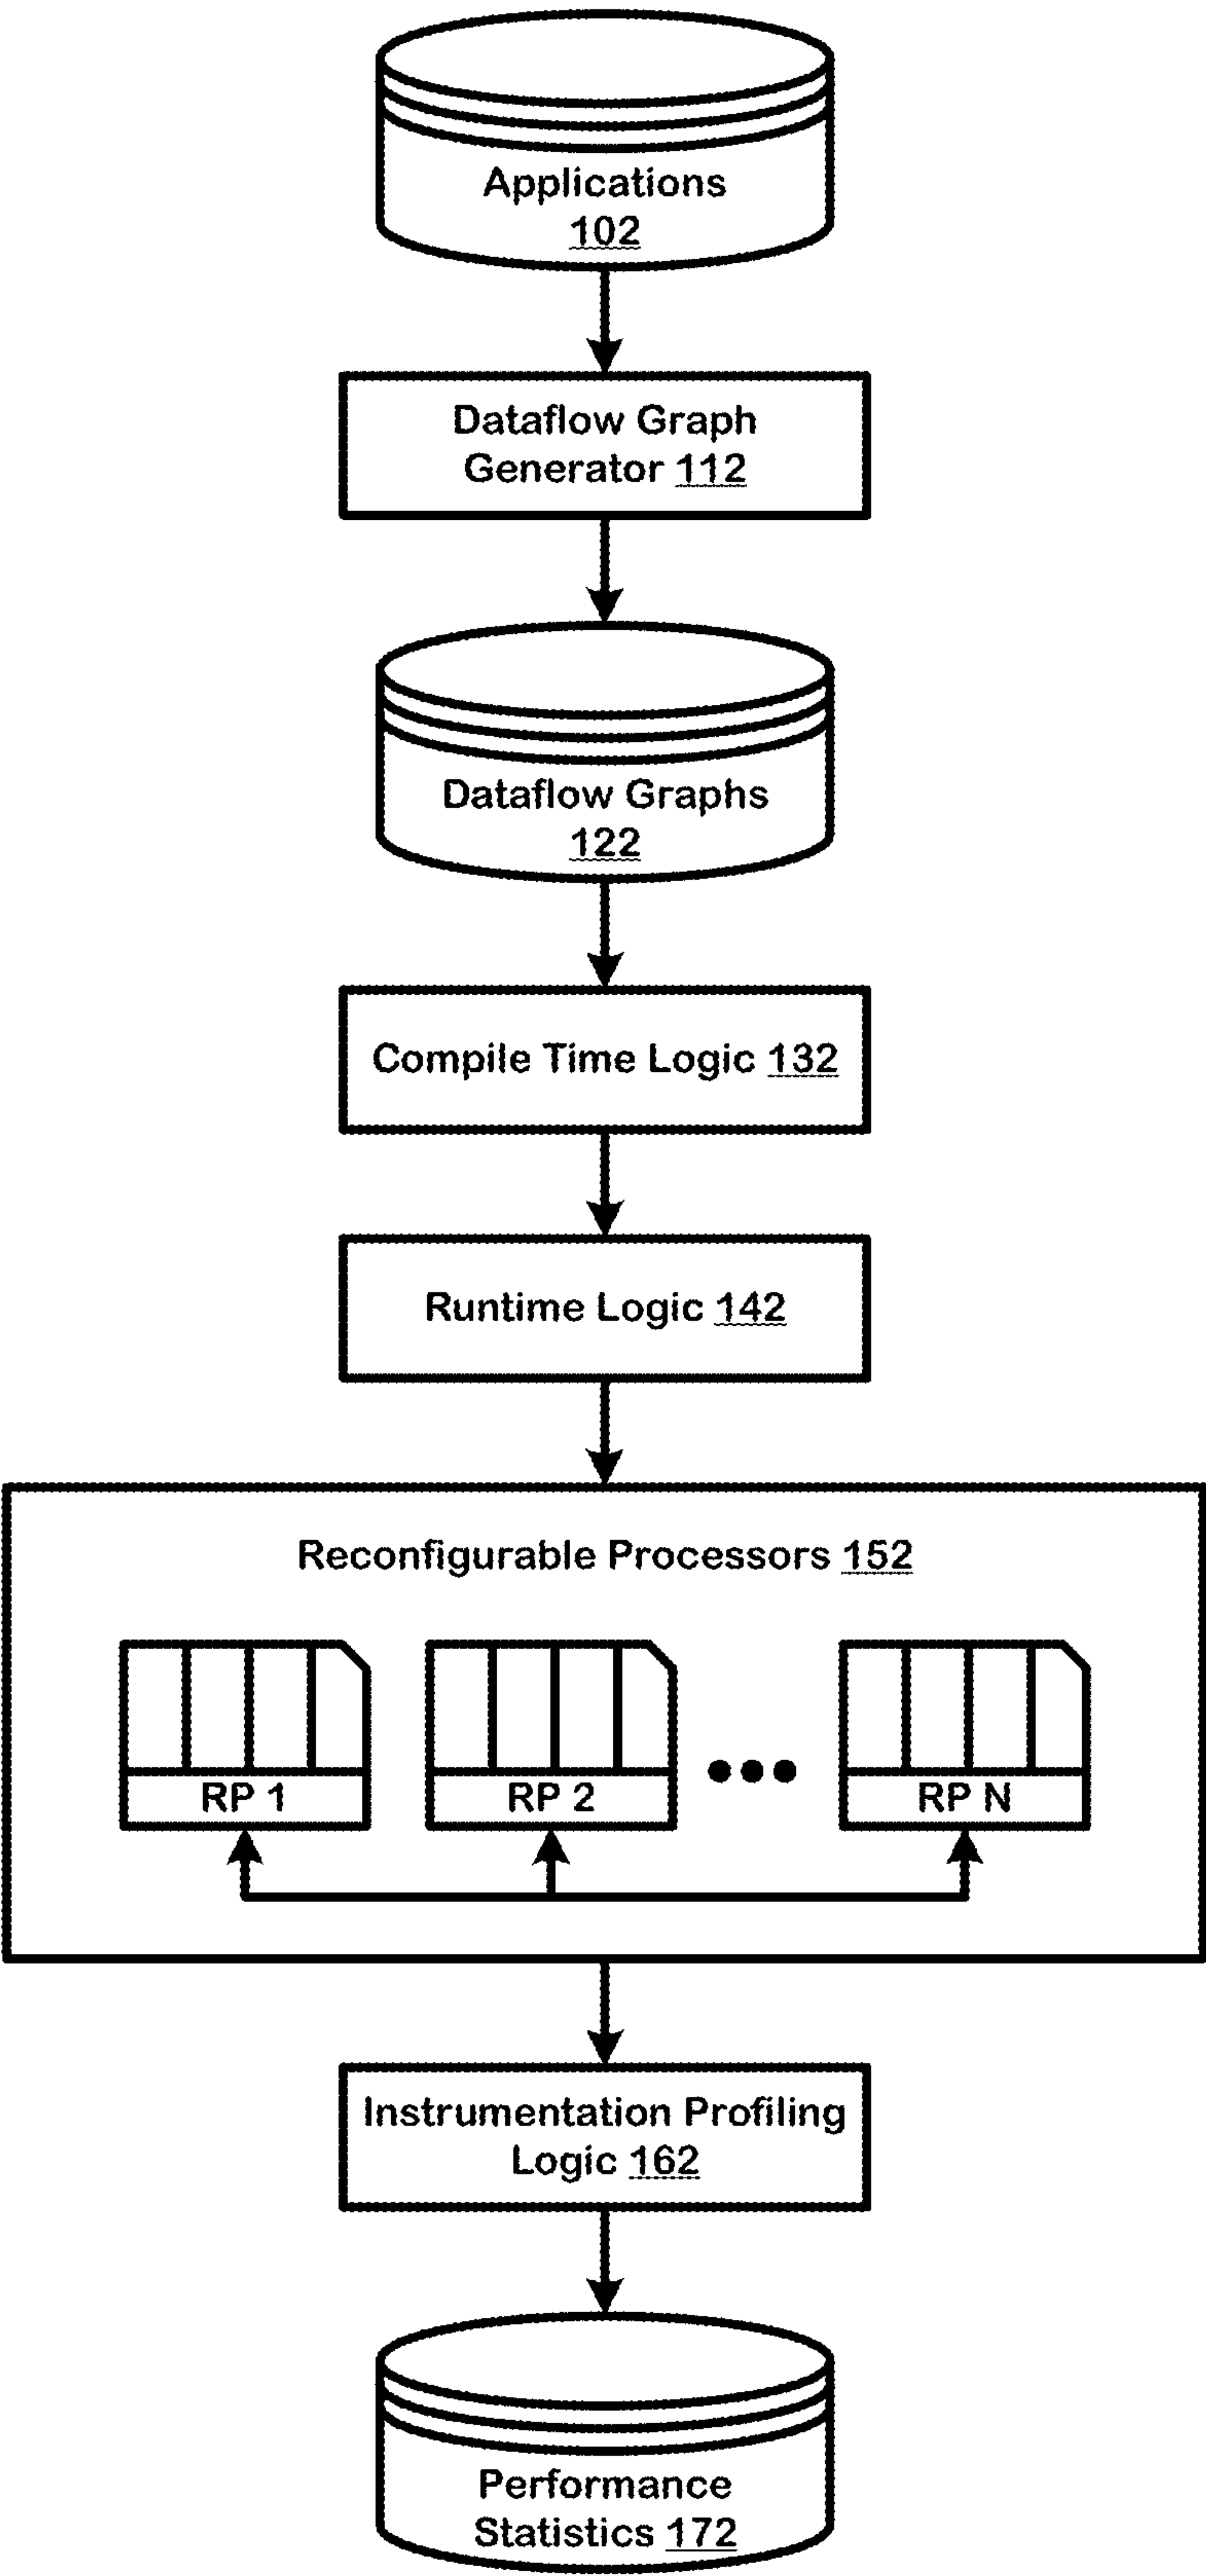 Applications
102
Dataflow Graph
Generator 112
Dataflow Graphs
122
Compile Time Logic 132
Runtime Logic 142
Reconfigurable Processors 152
RP 1
RP 2
RP N
Instrumentation Profiling
Logic 162
Performance
Statistics 172